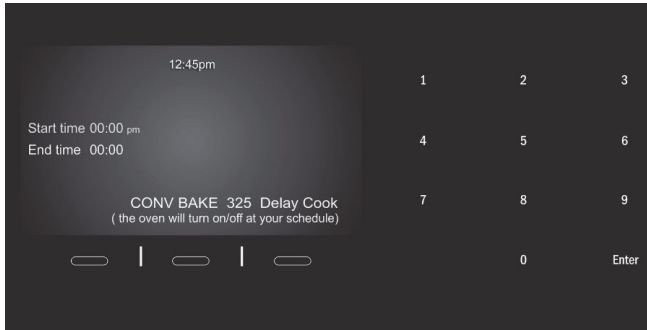 12:45pm
Start time 00:00 pm
End time 00:00
CONV BAKE 325 Delay Cook
( the oven will turn on/off at your schedule)
1 2 3
4 5 6
7 8 9
0 Enter